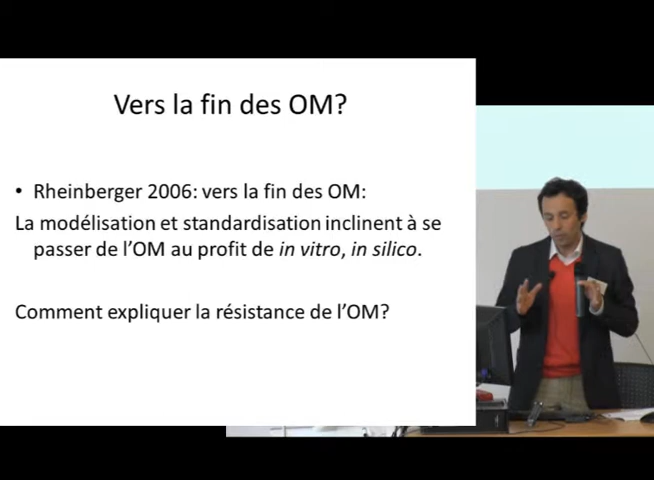 Vers la fin des OM?
• Rheinberger 2006: vers la fin des OM:
La modélisation et standardisation inclinent à se
passer de l'OM au profit de in vitro, in silico.
Comment expliquer la résistance de l'OM?